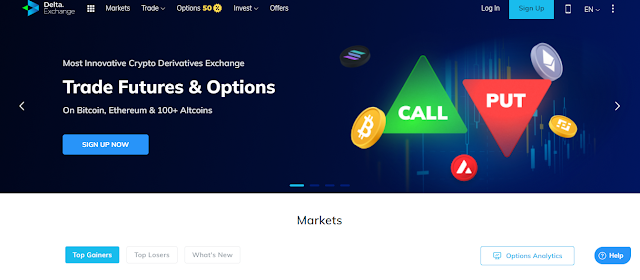 Delta.
Exchange
Markets
Trade
Options 50
Invest
Offers
Log In
Sign Up
EN
Most Innovative Crypto Derivatives Exchange
Trade Futures & Options
On Bitcoin, Ethereum & 100+ Altcoins
SIGN UP NOW
CALL
PUT
Markets
Top Gainers
Top Losers
What's New
Options Analytics
Help